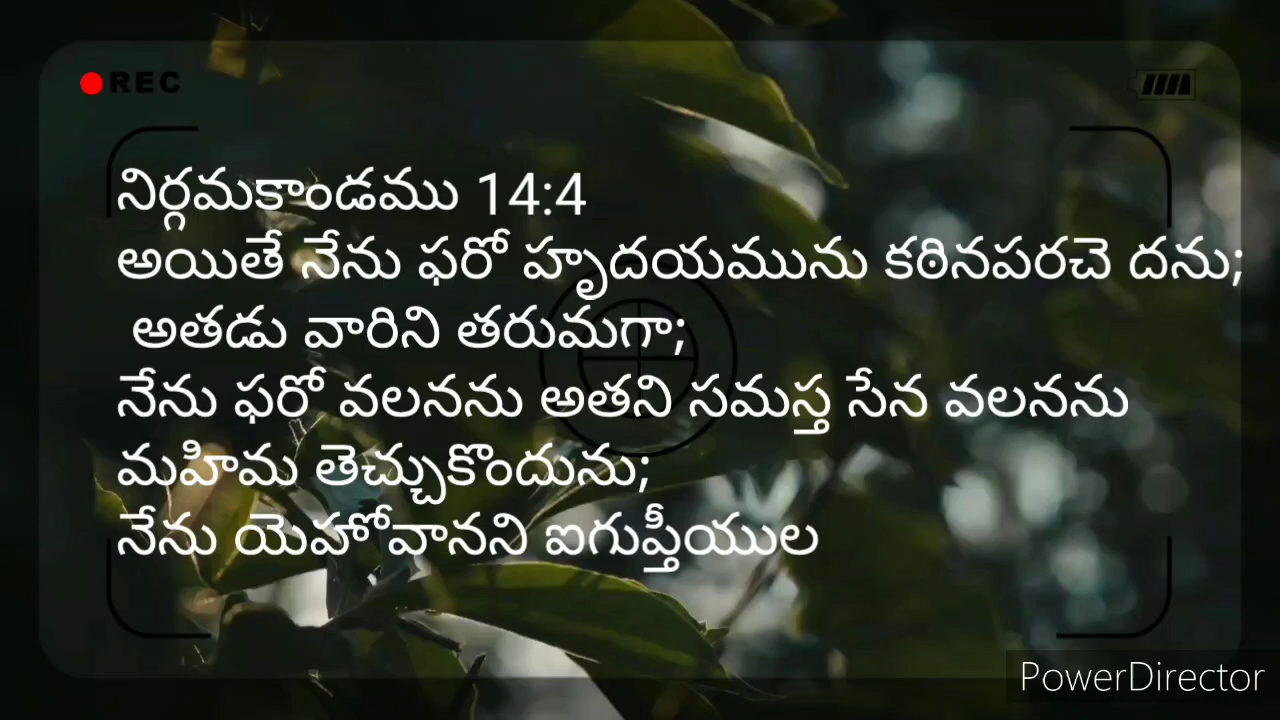 REC
నిర్గమకాండము 14:4
అయితే నేను ఫరో హృదయమును కఠినపరచె దను;
అతడు వారిని తరుమగా;
నేను ఫరో వలనను అతని సమస్త సేన వలనను
మహిమ తెచ్చుకొందును;
నేను యెహోవానని ఐగుప్తీయుల
PowerDirector